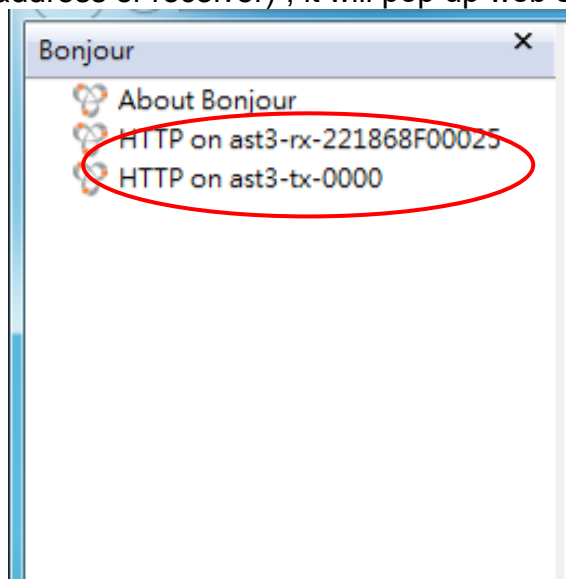 address of receiver) , it will pop up web
Bonjour ×
About Bonjour
HTTP on ast3-rx-221868F00025
HTTP on ast3-tx-0000